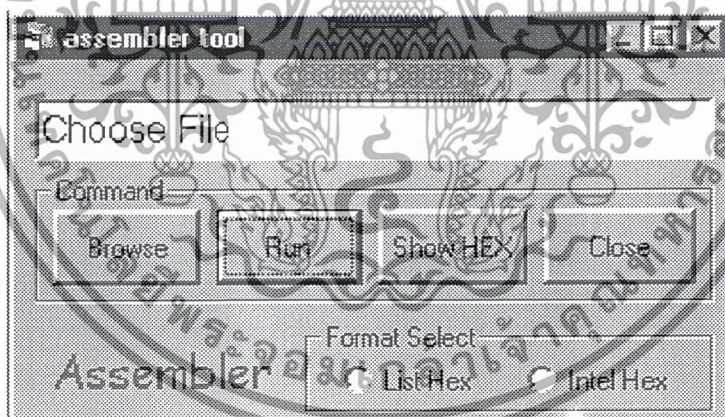 assembler tool
Choose File
Command
Browse Run Show HEX Close
Format Select
Assembler List Hex Intel Hex